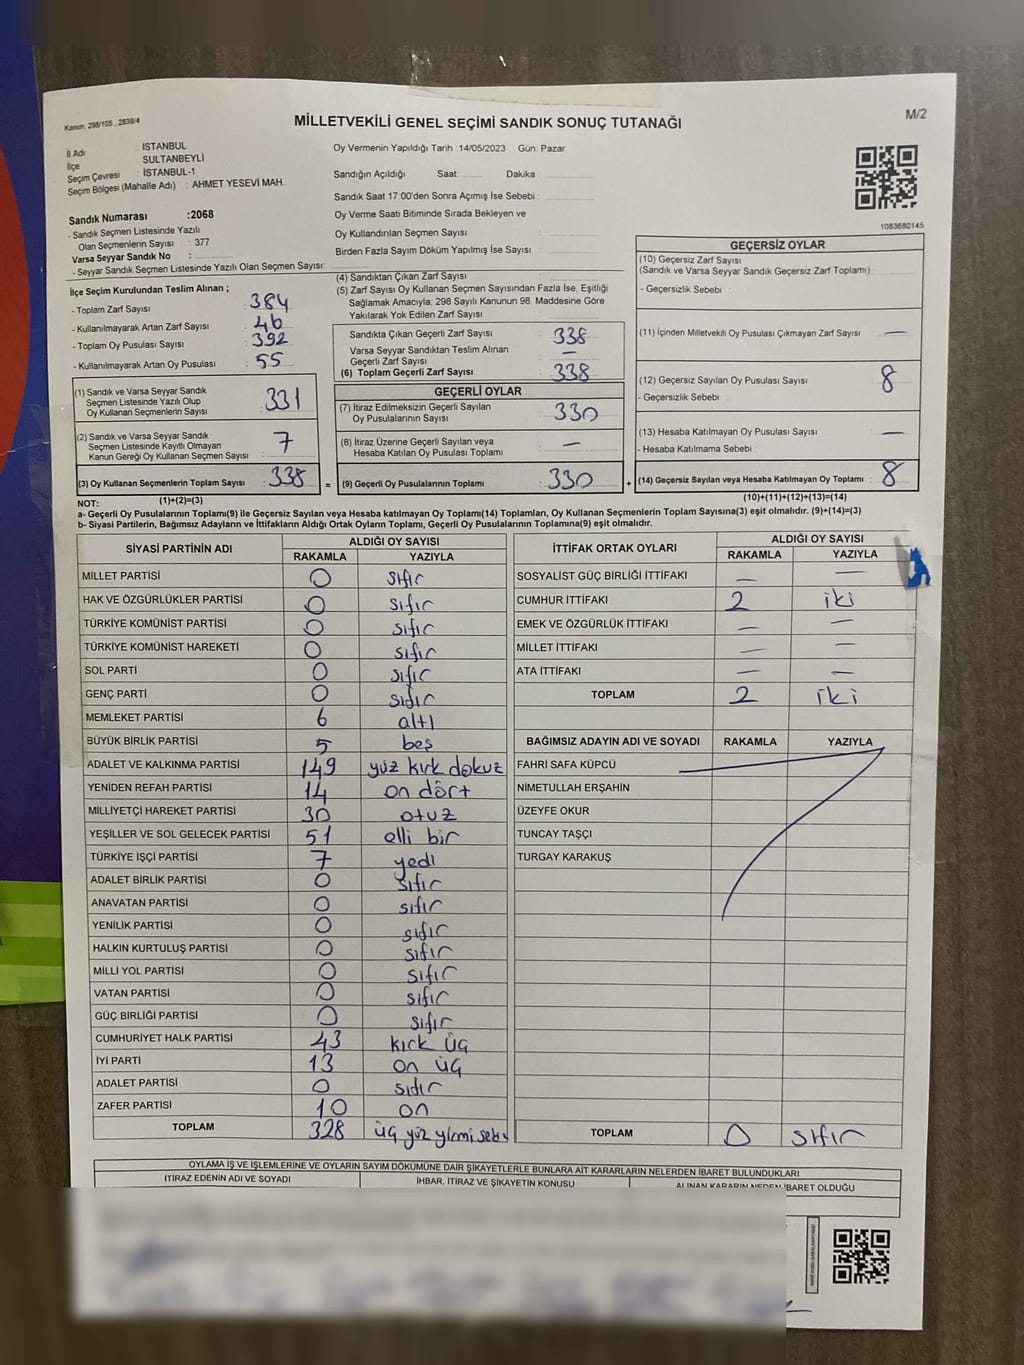 Kanun, 298/105 , 2839/4
MİLLETVEKİLİ GENEL SEÇİMİ SANDIK SONUÇ TUTANAĞI
M/2
İl Adı : İSTANBUL
İlçe : SULTANBEYLİ
Seçim Çevresi : İSTANBUL-1
Seçim Bölgesi (Mahalle Adı) : AHMET YESEVİ MAH.
Sandık Numarası :2068
- Sandık Seçmen Listesinde Yazılı
Olan Seçmenlerin Sayısı : 377
Varsa Seyyar Sandık No :
- Seyyar Sandık Seçmen Listesinde Yazılı Olan Seçmen Sayısı:
Oy Vermenin Yapıldığı Tarih :14/05/2023 Gün: Pazar
Sandığın Açıldığı Saat: Dakika :
Sandık Saat 17.00'den Sonra Açımış İse Sebebi :
Oy Verme Saati Bitiminde Sırada Bekleyen ve
Oy Kullandırılan Seçmen Sayısı :
Birden Fazla Sayım Döküm Yapılmış İse Sayısı :
1083680145
İlçe Seçim Kurulundan Teslim Alınan ;
- Toplam Zarf Sayısı : 384
- Kullanılmayarak Artan Zarf Sayısı : 46
- Toplam Oy Pusulası Sayısı : 392
- Kullanılmayarak Artan Oy Pusulası : 55
(1) Sandık ve Varsa Seyyar Sandık
Seçmen Listesinde Yazılı Olup
Oy Kullanan Seçmenlerin Sayısı : 331
(2) Sandık ve Varsa Seyyar Sandık
Seçmen Listesinde Kayıtlı Olmayan
Kanun Gereği Oy Kullanan Seçmen Sayısı : 7
(3) Oy Kullanan Seçmenlerin Toplam Sayısı : 338
(1)+(2)=(3)
(4) Sandıktan Çıkan Zarf Sayısı
(5) Zarf Sayısı Oy Kullanan Seçmen Sayısından Fazla İse, Eşitliği
Sağlamak Amacıyla; 298 Sayılı Kanunun 98. Maddesine Göre
Yakılarak Yok Edilen Zarf Sayısı :
Sandıkta Çıkan Geçerli Zarf Sayısı : 338
Varsa Seyyar Sandıktan Teslim Alınan
Geçerli Zarf Sayısı : —
(6) Toplam Geçerli Zarf Sayısı : 338
GEÇERLİ OYLAR
(7) İtiraz Edilmeksizin Geçerli Sayılan
Oy Pusulalarının Sayısı : 330
(8) İtiraz Üzerine Geçerli Sayılan veya
Hesaba Katılan Oy Pusulası Toplamı : —
= (9) Geçerli Oy Pusulalarının Toplamı : 330 +
GEÇERSİZ OYLAR
(10) Geçersiz Zarf Sayısı
(Sandık ve Varsa Seyyar Sandık Geçersiz Zarf Toplamı)
- Geçersizlik Sebebi :
(11) İçinden Milletvekili Oy Pusulası Çıkmayan Zarf Sayısı : —
(12) Geçersiz Sayılan Oy Pusulası Sayısı : 8
- Geçersizlik Sebebi :
(13) Hesaba Katılmayan Oy Pusulası Sayısı : —
- Hesaba Katılmama Sebebi :
(14) Geçersiz Sayılan veya Hesaba Katılmayan Oy Toplamı : 8
(10)+(11)+(12)+(13)=(14)
NOT:
a- Geçerli Oy Pusulalarının Toplamı(9) ile Geçersiz Sayılan veya Hesaba Katılmayan Oy Toplamı(14) Toplamları, Oy Kullanan Seçmenlerin Toplam Sayısına(3) eşit olmalıdır. (9)+(14)=(3)
b- Siyasi Partilerin, Bağımsız Adayların ve İttifakların Aldığı Ortak Oyların Toplamı, Geçerli Oy Pusulalarının Toplamına(9) eşit olmalıdır.
SİYASİ PARTİNİN ADI ALDIĞI OY SAYISI
RAKAMLA YAZIYLA
MİLLET PARTİSİ 0 sıfır
HAK VE ÖZGÜRLÜKLER PARTİSİ 0 sıfır
TÜRKİYE KOMÜNİST PARTİSİ 0 sıfır
TÜRKİYE KOMÜNİST HAREKETİ 0 sıfır
SOL PARTİ 0 sıfır
GENÇ PARTİ 0 sıfır
MEMLEKET PARTİSİ 6 altı
BÜYÜK BİRLİK PARTİSİ 5 beş
ADALET VE KALKINMA PARTİSİ 149 yüz kırk dokuz
YENİDEN REFAH PARTİSİ 14 on dört
MİLLİYETÇİ HAREKET PARTİSİ 30 otuz
YEŞİLLER VE SOL GELECEK PARTİSİ 51 elli bir
TÜRKİYE İŞÇİ PARTİSİ 7 yedi
ADALET BİRLİK PARTİSİ 0 sıfır
ANAVATAN PARTİSİ 0 sıfır
YENİLİK PARTİSİ 0 sıfır
HALKIN KURTULUŞ PARTİSİ 0 sıfır
MİLLİ YOL PARTİSİ 0 sıfır
VATAN PARTİSİ 0 sıfır
GÜÇ BİRLİĞİ PARTİSİ 0 sıfır
CUMHURİYET HALK PARTİSİ 43 kırk üç
İYİ PARTİ 13 on üç
ADALET PARTİSİ 0 sıfır
ZAFER PARTİSİ 10 on
TOPLAM 328 üç yüz yirmi sekiz
İTTİFAK ORTAK OYLARI ALDIĞI OY SAYISI
RAKAMLA YAZIYLA
SOSYALİST GÜÇ BİRLİĞİ İTTİFAKI — —
CUMHUR İTTİFAKI 2 iki
EMEK VE ÖZGÜRLÜK İTTİFAKI — —
MİLLET İTTİFAKI — —
ATA İTTİFAKI — —
TOPLAM 2 iki
BAĞIMSIZ ADAYIN ADI VE SOYADI RAKAMLA YAZIYLA
FAHRİ SAFA KÜPCÜ
NİMETULLAH ERŞAHİN
ÜZEYFE OKUR
TUNCAY TAŞÇI
TURGAY KARAKUŞ
TOPLAM 0 sıfır
OYLAMA İŞ VE İŞLEMLERİNE VE OYLARIN SAYIM DÖKÜMÜNE DAİR ŞİKAYETLERLE BUNLARA AİT KARARLARIN NELERDEN İBARET BULUNDUKLARI
İTİRAZ EDENİN ADI VE SOYADI İHBAR, İTİRAZ VE ŞİKAYETİN KONUSU ALINAN KARARIN NEDEN İBARET OLDUĞU